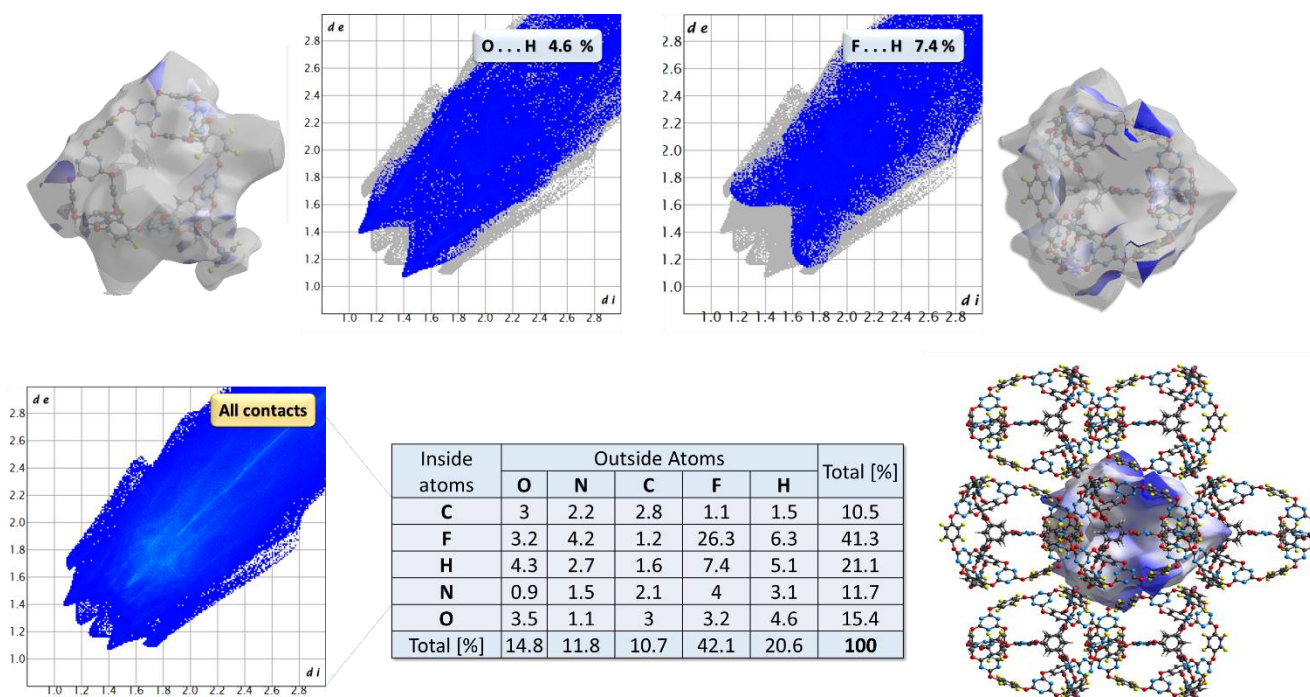 d e
O . . . H 4.6 %
2.8
2.6
2.4
2.2
2.0
1.8
1.6
1.4
1.2
1.0
d i
1.0 1.2 1.4 1.6 1.8 2.0 2.2 2.4 2.6 2.8
d e
F . . . H 7.4 %
2.8
2.6
2.4
2.2
2.0
1.8
1.6
1.4
1.2
1.0
d i
1.0 1.2 1.4 1.6 1.8 2.0 2.2 2.4 2.6 2.8
d e
All contacts
2.8
2.6
2.4
2.2
2.0
1.8
1.6
1.4
1.2
1.0
d i
1.0 1.2 1.4 1.6 1.8 2.0 2.2 2.4 2.6 2.8
Inside atoms Outside Atoms Total [%]
O N C F H
C 3 2.2 2.8 1.1 1.5 10.5
F 3.2 4.2 1.2 26.3 6.3 41.3
H 4.3 2.7 1.6 7.4 5.1 21.1
N 0.9 1.5 2.1 4 3.1 11.7
O 3.5 1.1 3 3.2 4.6 15.4
Total [%] 14.8 11.8 10.7 42.1 20.6 100